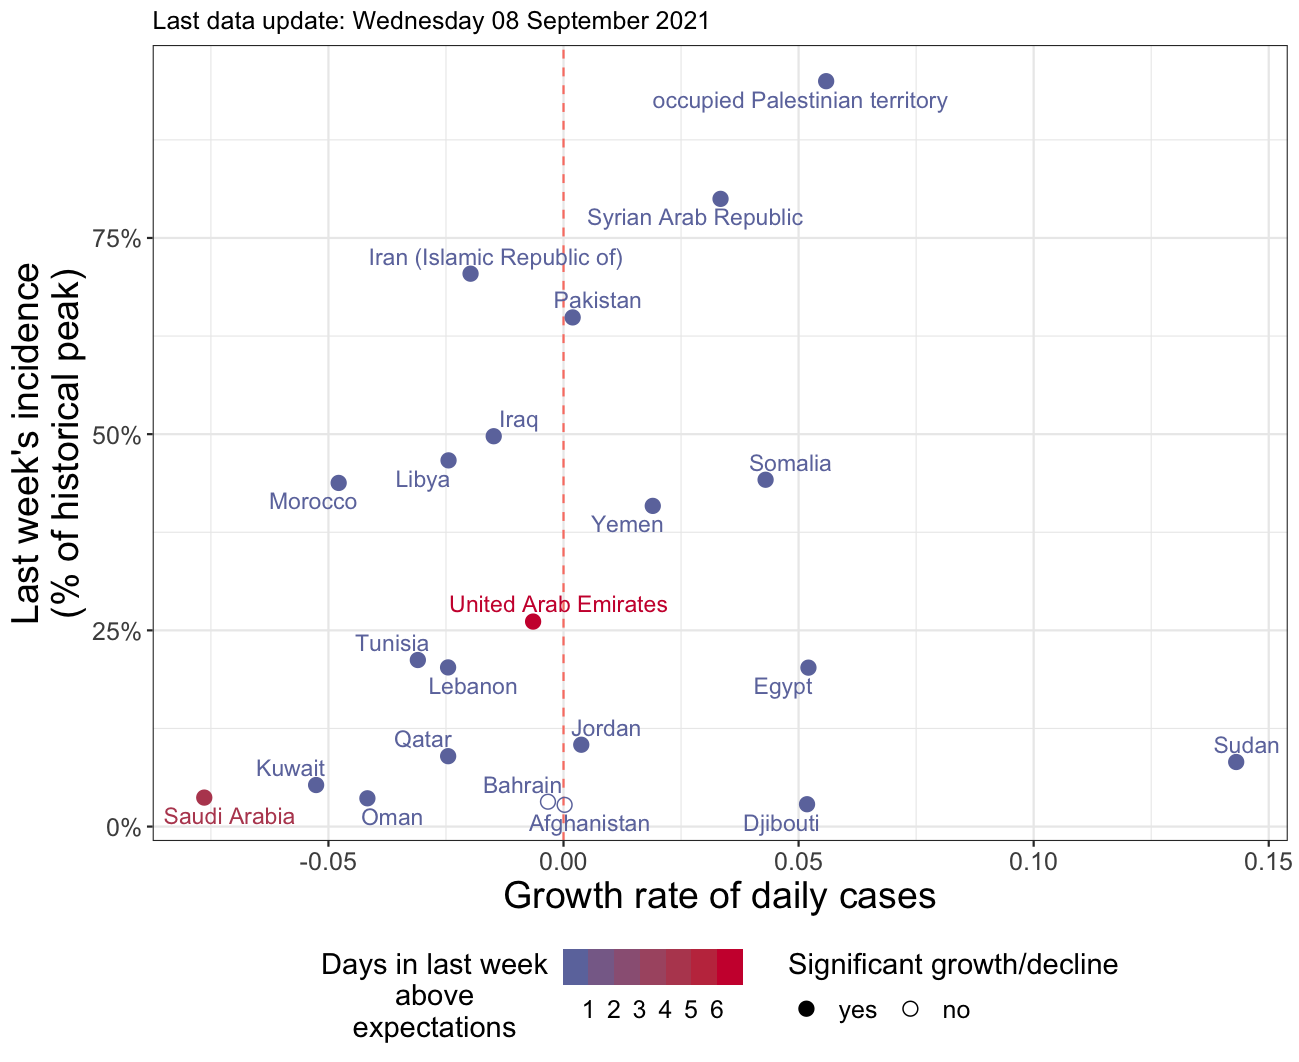 Last data update: Wednesday 08 September 2021
occupied Palestinian territory
Syrian Arab Republic
75%
Iran (Islamic Republic of)
Pakistan
Iraq
50%
Somalia
Libya
Morocco
Yemen
Last week's incidence
(% of historical peak)
United Arab Emirates
25%
Tunisia
Lebanon
Egypt
Jordan
Qatar
Sudan
Kuwait
Bahrain
Saudi Arabia
Oman
Afghanistan
Djibouti
0%
-0.05 0.00 0.05 0.10 0.15
Growth rate of daily cases
Days in last week
above
expectations
1 2 3 4 5 6
Significant growth/decline
yes no